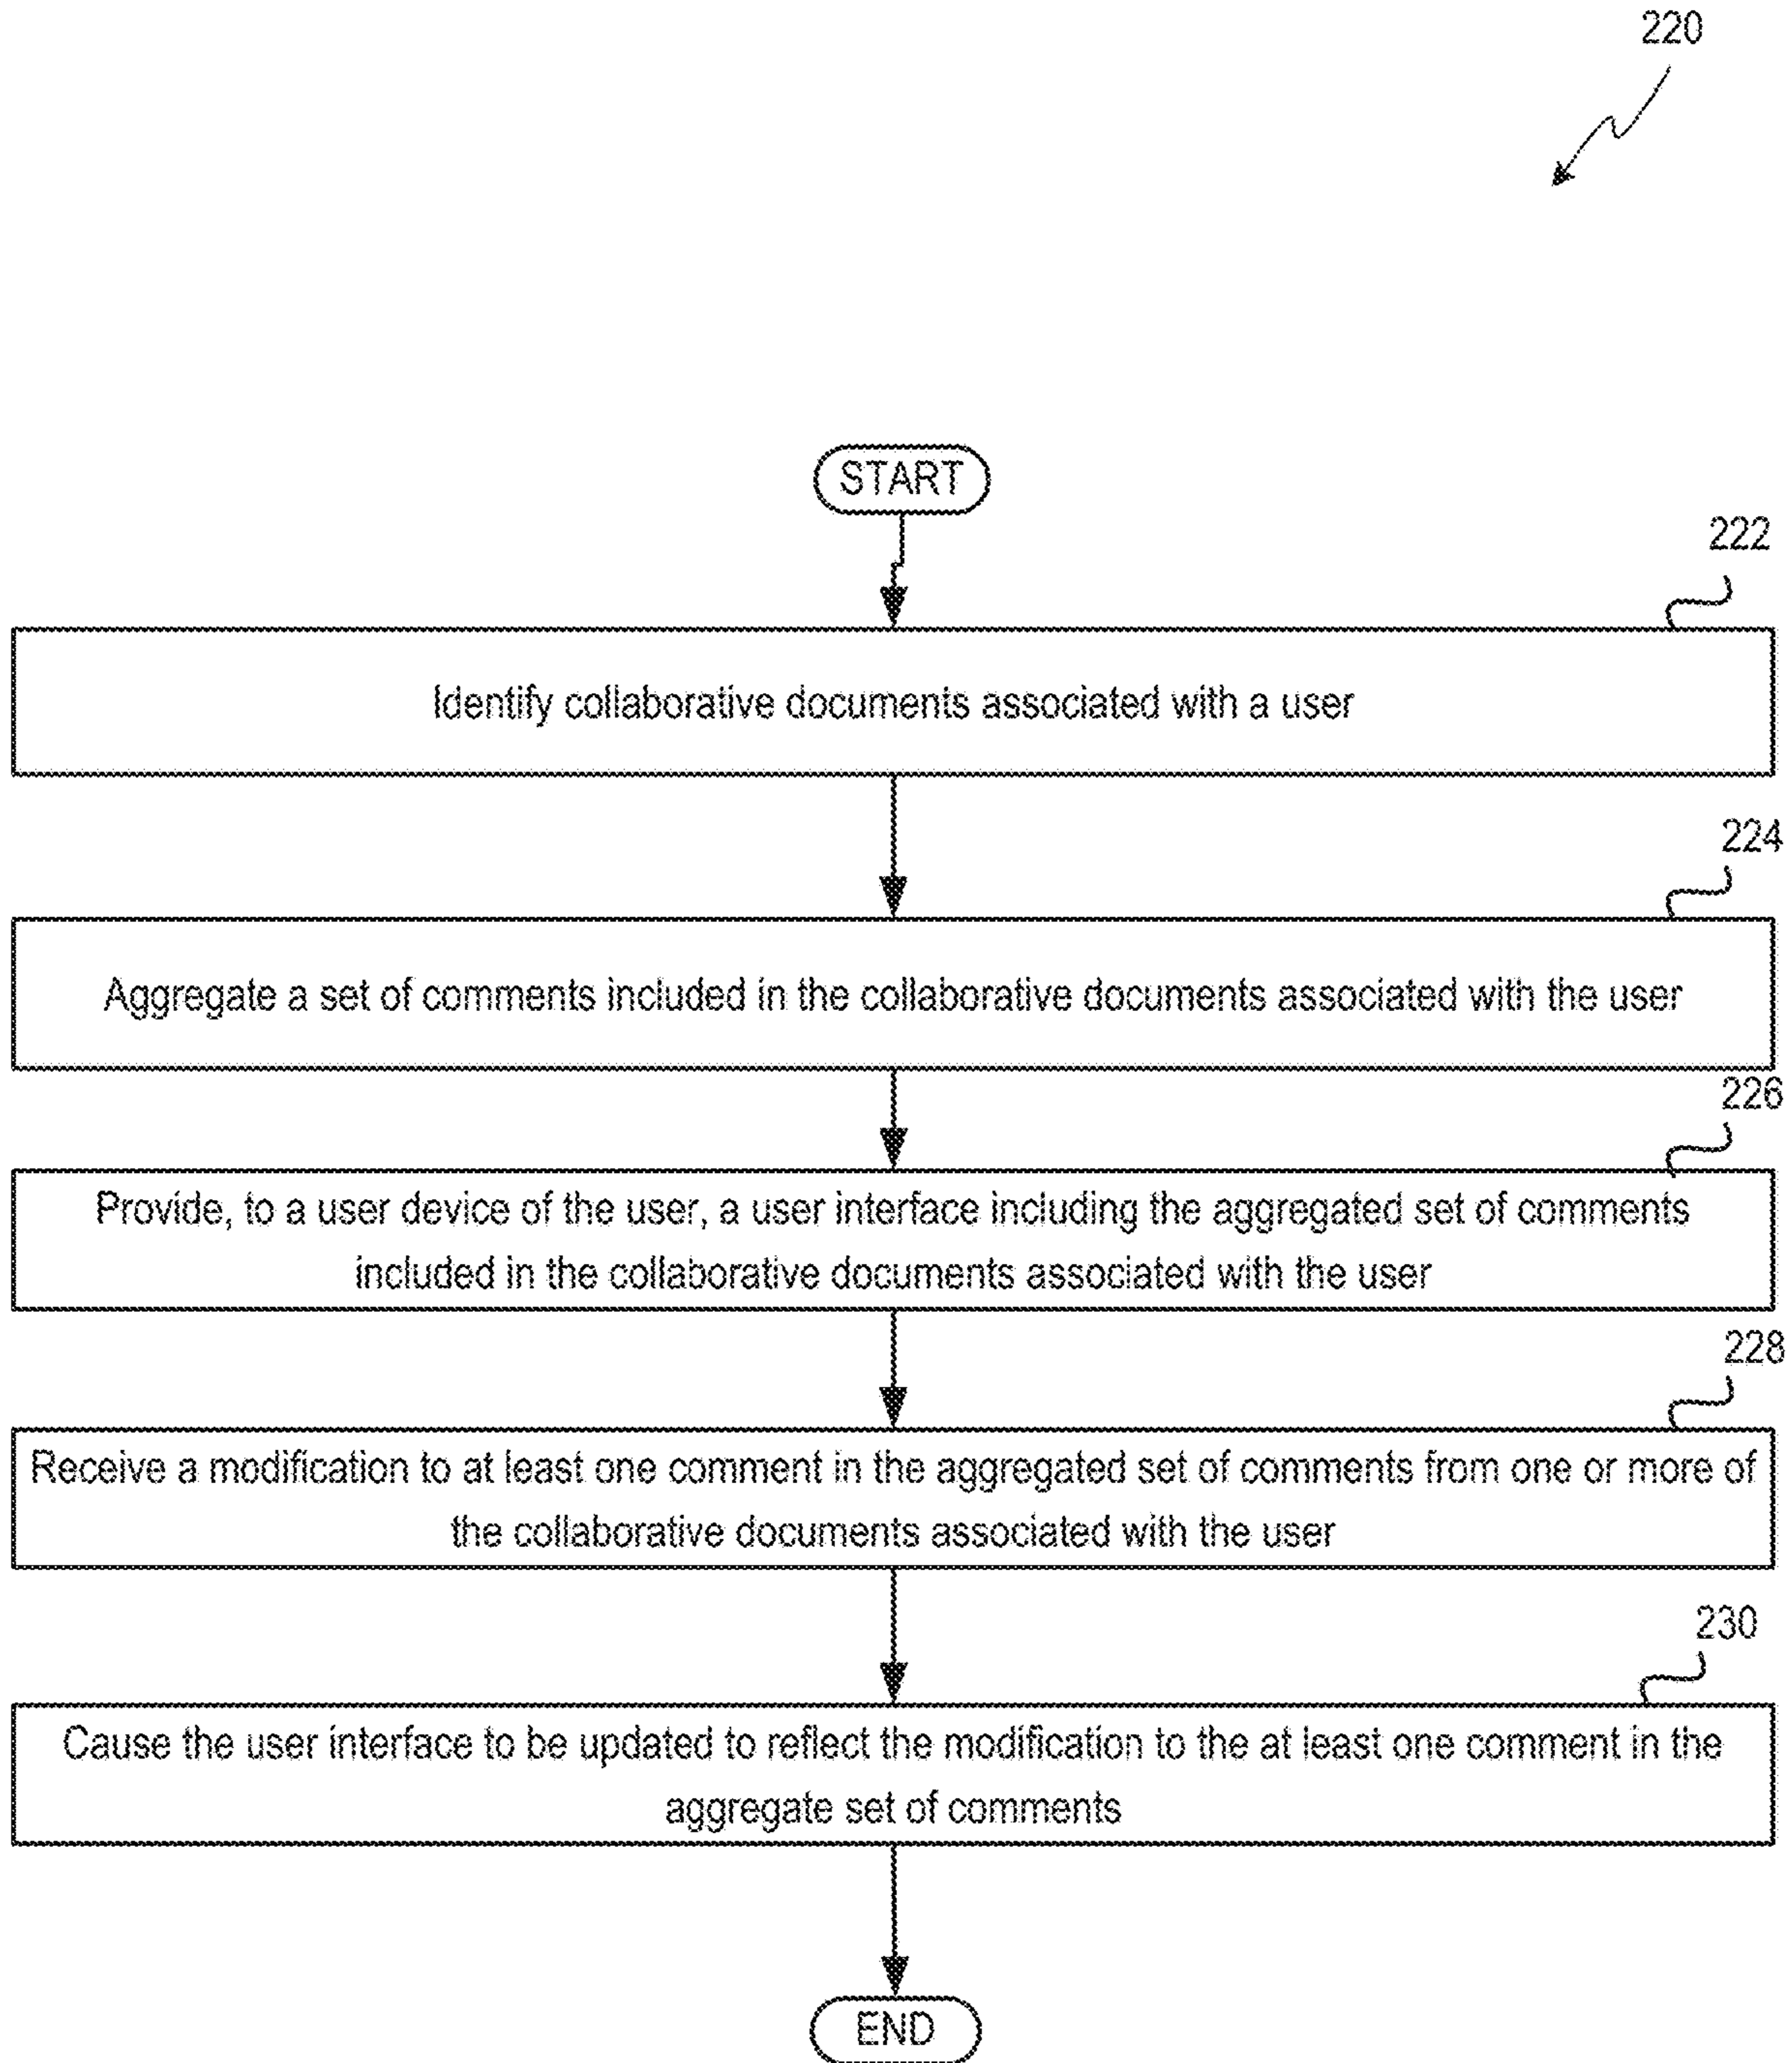 220
START
222
Identify collaborative documents associated with a user
224
Aggregate a set of comments included in the collaborative documents associated with the user
226
Provide, to a user device of the user, a user interface including the aggregated set of comments
included in the collaborative documents associated with the user
228
Receive a modification to at least one comment in the aggregated set of comments from one or more of
the collaborative documents associated with the user
230
Cause the user interface to be updated to reflect the modification to the at least one comment in the
aggregate set of comments
END